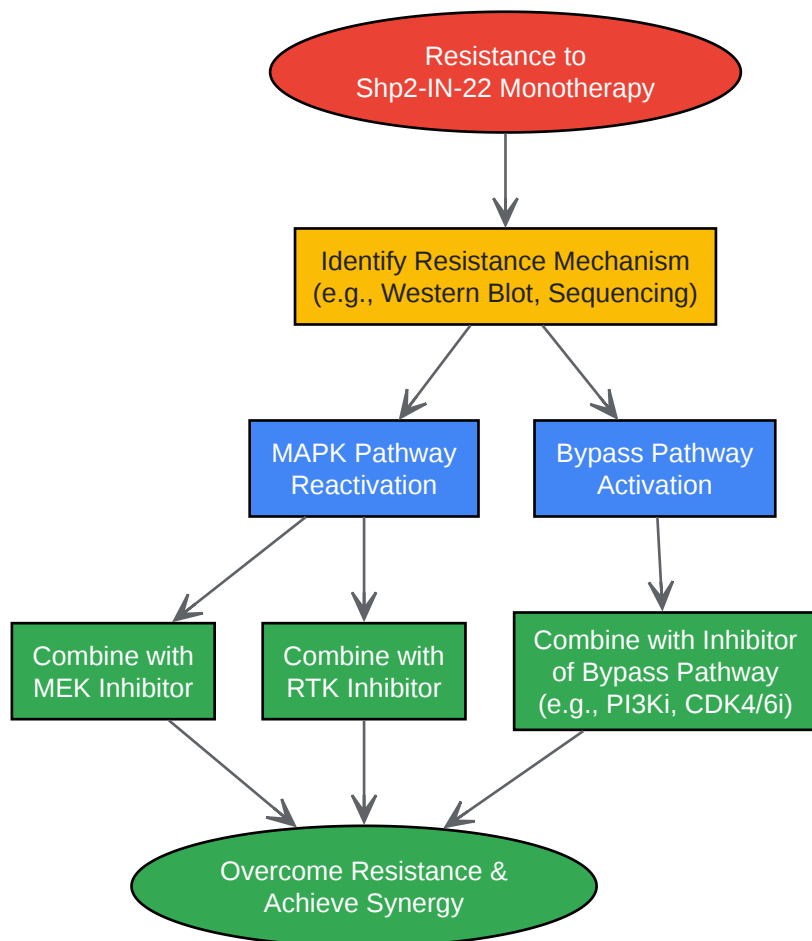 Resistance to
Shp2-IN-22 Monotherapy
Identify Resistance Mechanism
(e.g., Western Blot, Sequencing)
MAPK Pathway
Reactivation
Bypass Pathway
Activation
Combine with
MEK Inhibitor
Combine with
RTK Inhibitor
Combine with Inhibitor
of Bypass Pathway
(e.g., PI3Ki, CDK4/6i)
Overcome Resistance &
Achieve Synergy